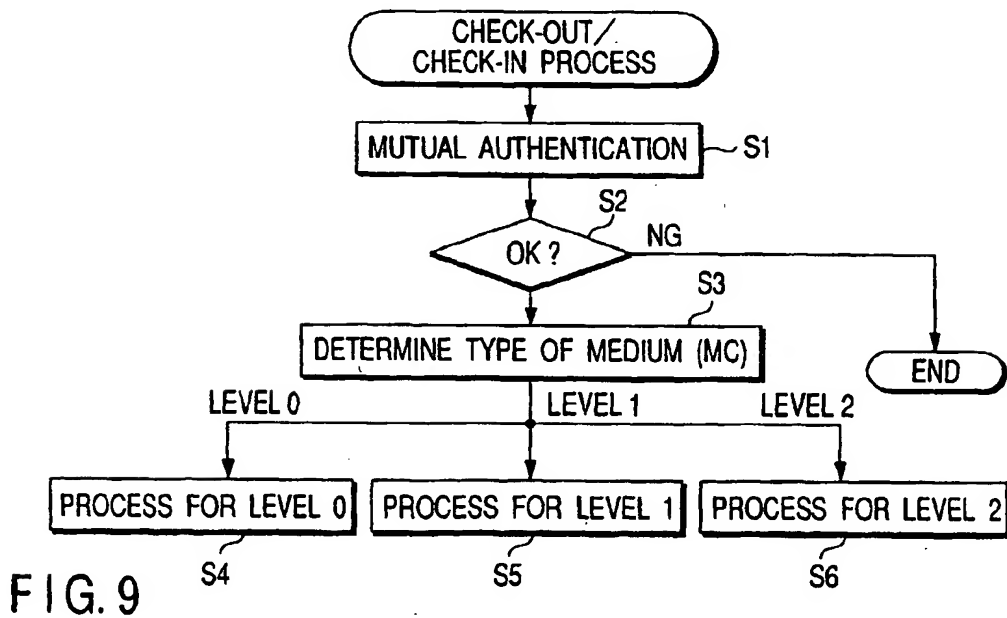 CHECK-OUT/
CHECK-IN PROCESS
MUTUAL AUTHENTICATION
S1
S2
OK ?
NG
S3
DETERMINE TYPE OF MEDIUM (MC)
END
LEVEL 0
LEVEL 1
LEVEL 2
PROCESS FOR LEVEL 0
PROCESS FOR LEVEL 1
PROCESS FOR LEVEL 2
S4
S5
S6
FIG. 9